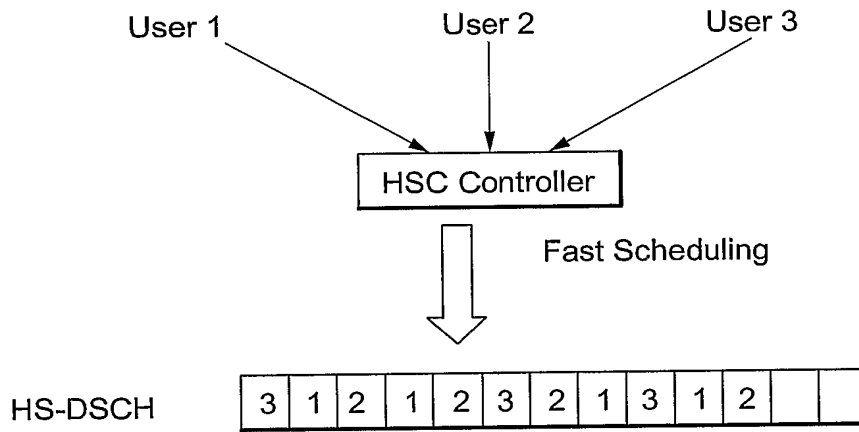 User 1 User 2 User 3
HSC Controller
Fast Scheduling
HS-DSCH 3 1 2 1 2 3 2 1 3 1 2